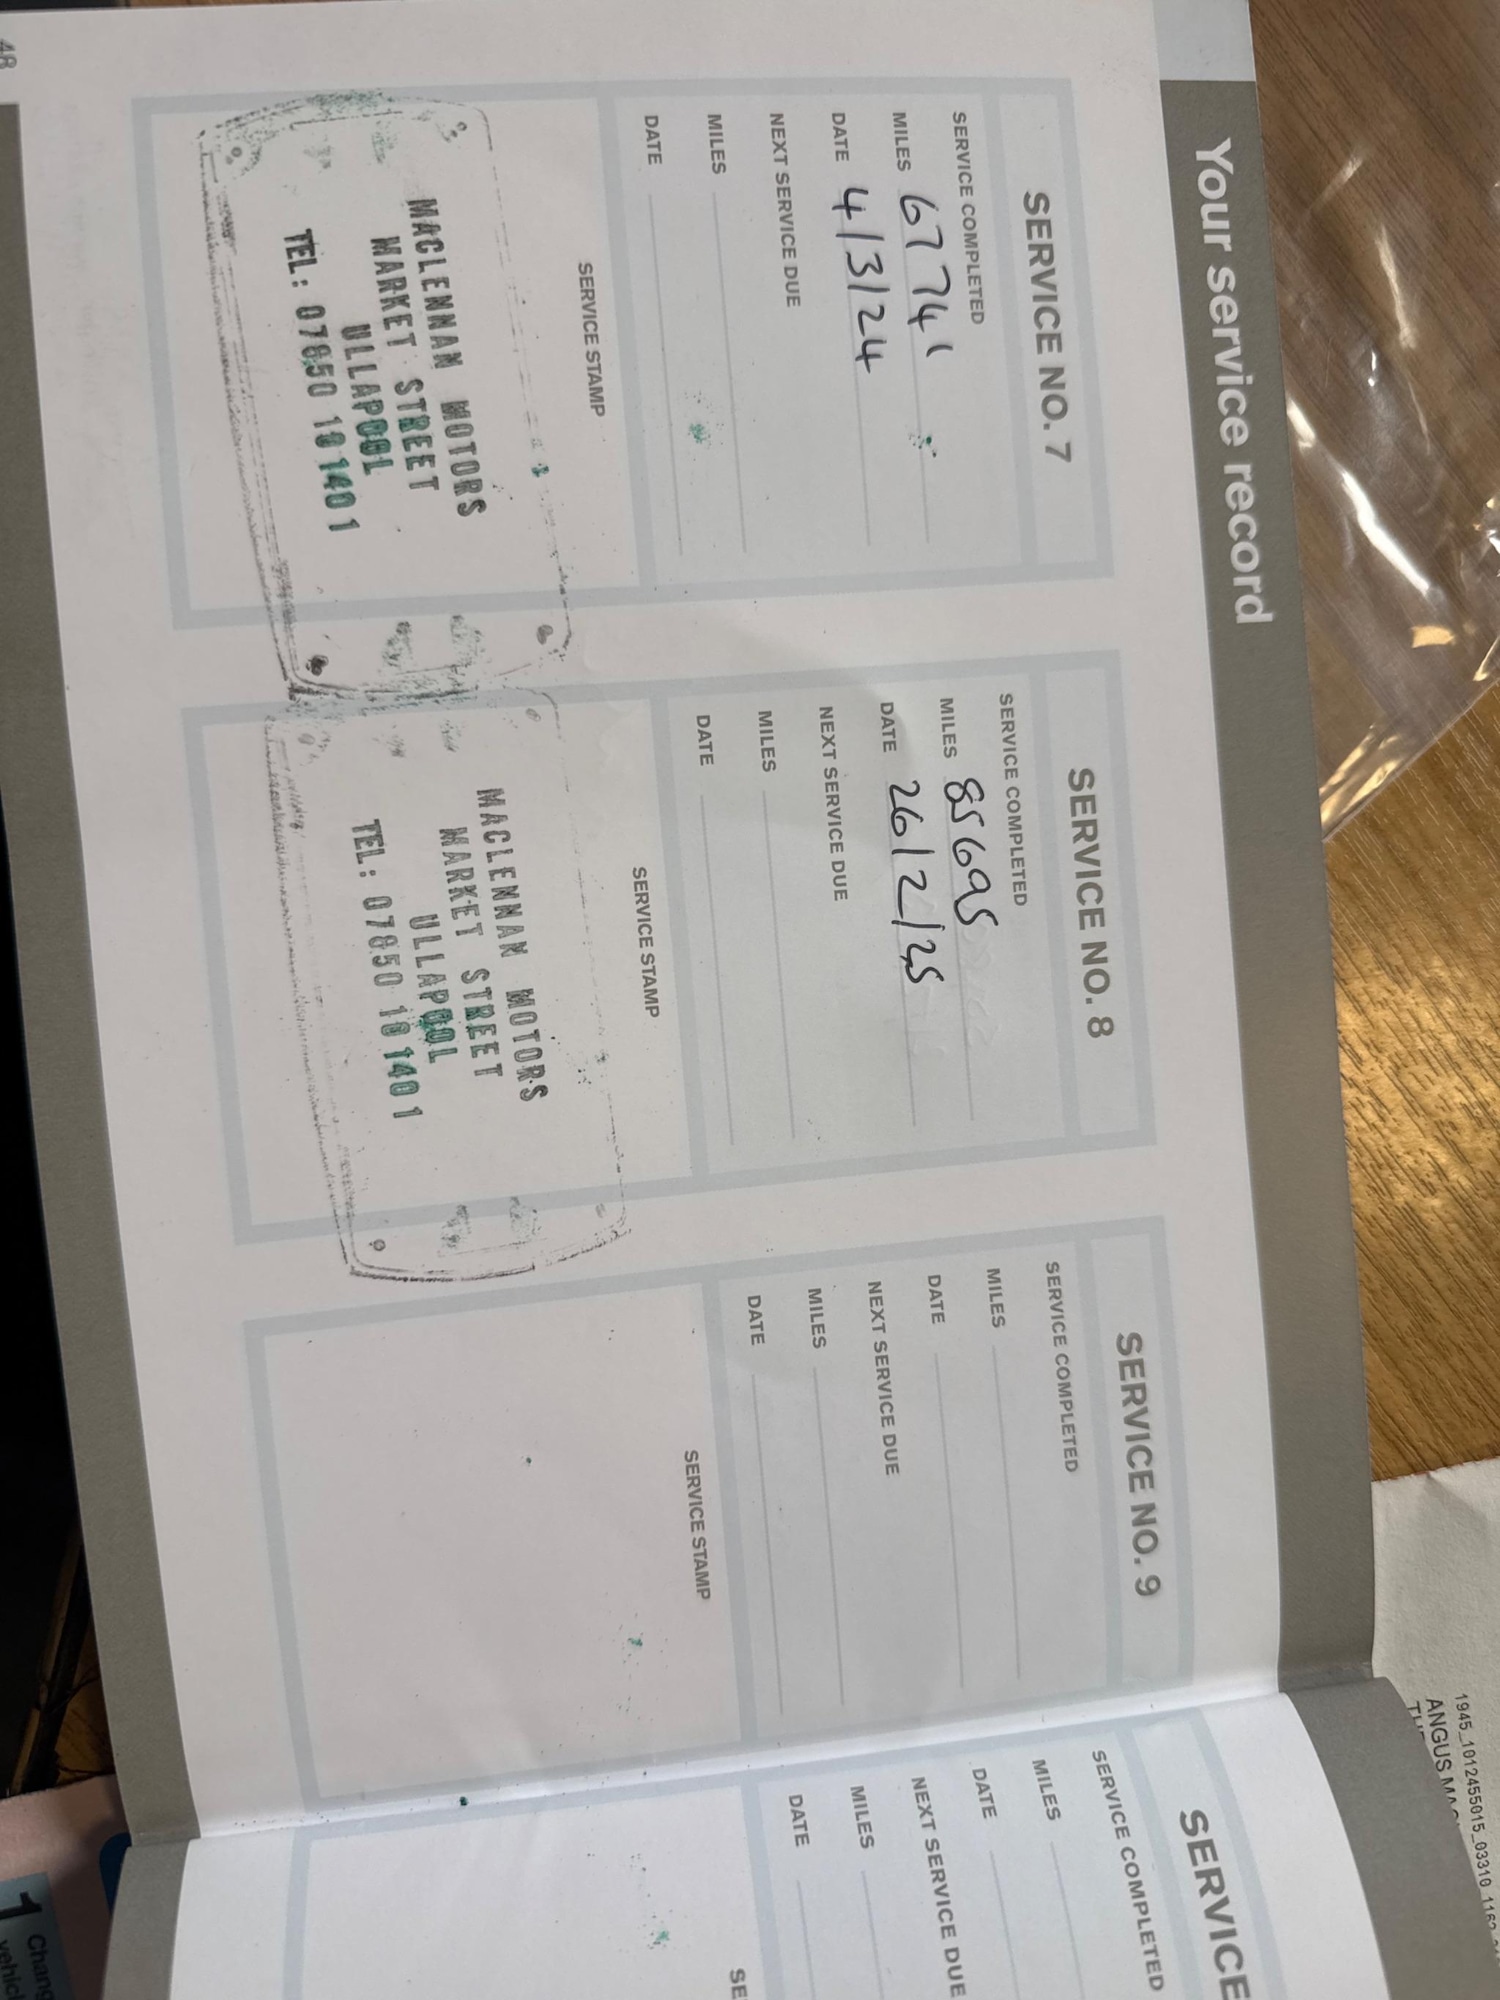 Your service record
SERVICE NO. 7
SERVICE COMPLETED
MILES 67741
DATE 4/3/24
NEXT SERVICE DUE
MILES
DATE
SERVICE STAMP
MACLENNAN MOTORS
MARKET STREET
ULLAPOOL
TEL: 07850 181401
SERVICE NO. 8
SERVICE COMPLETED
MILES 85695
DATE 26/2/25
NEXT SERVICE DUE
MILES
DATE
SERVICE STAMP
MACLENNAN MOTORS
MARKET STREET
ULLAPOOL
TEL: 07850 181401
SERVICE NO. 9
SERVICE COMPLETED
MILES
DATE
NEXT SERVICE DUE
MILES
DATE
SERVICE STAMP
SERVICE
SERVICE COMPLETED
MILES
DATE
NEXT SERVICE DUE
MILES
DATE
SE
48
1945_1012455015_03310
ANGUS
1